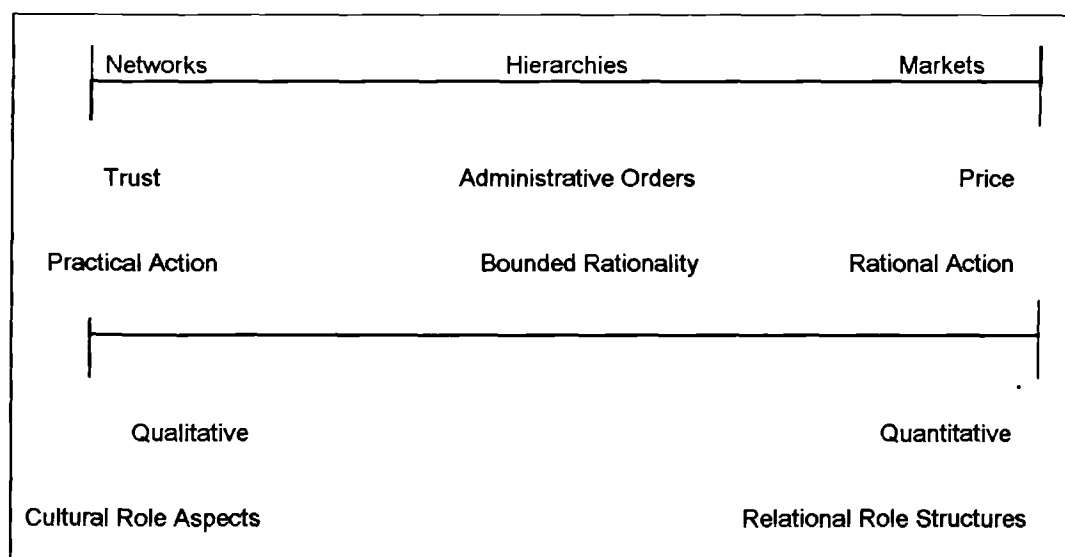 Networks Hierarchies Markets
Trust Administrative Orders Price
Practical Action Bounded Rationality Rational Action
Qualitative Quantitative
Cultural Role Aspects Relational Role Structures